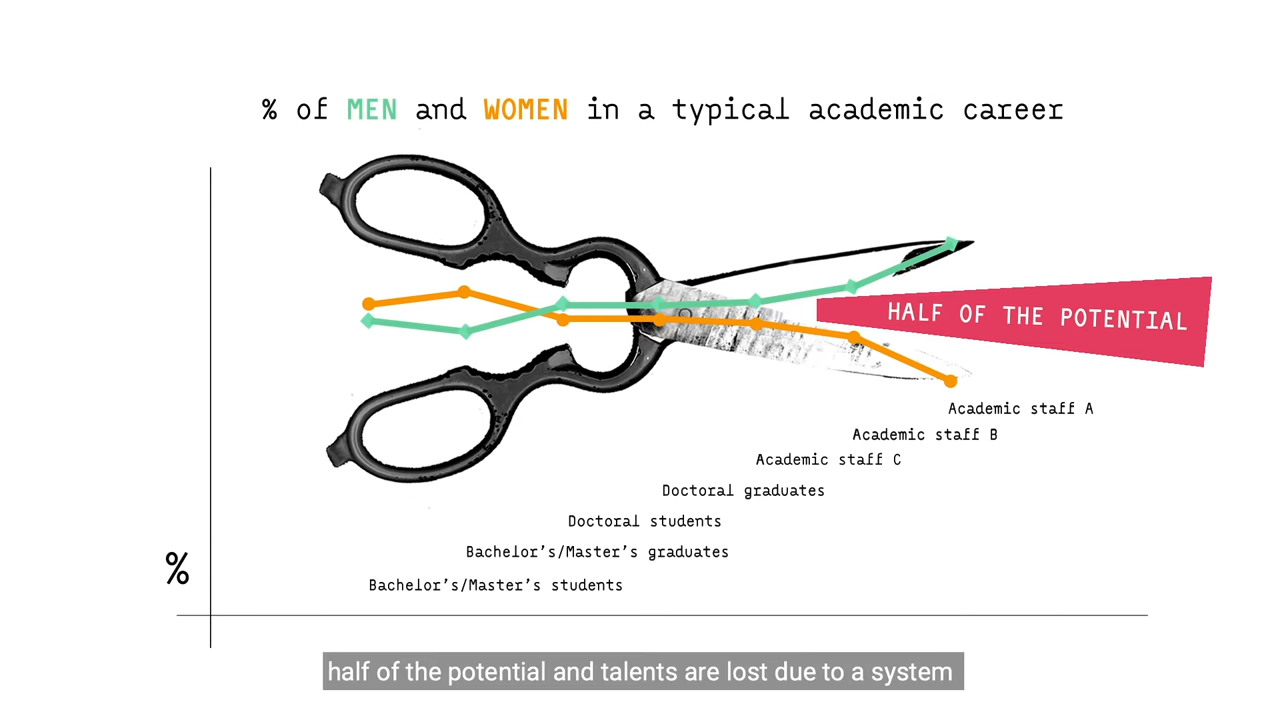 % of MEN and WOMEN in a typical academic career
HALF OF THE POTENTIAL
Academic staff A
Academic staff B
Academic staff C
Doctoral graduates
Doctoral students
Bachelor's/Master's graduates
%
Bachelor's/Master's students
half of the potential and talents are lost due to a system